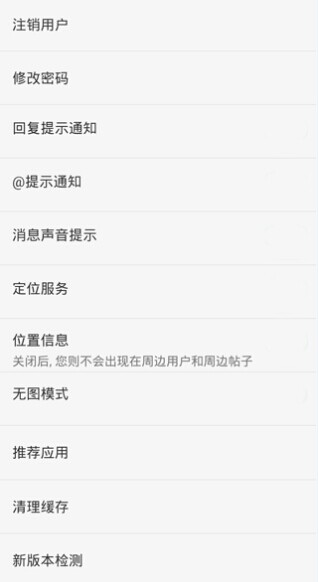 注销用户
修改密码
回复提示通知
@提示通知
消息声音提示
定位服务
位置信息
关闭后, 您则不会出现在周边用户和周边帖子
无图模式
推荐应用
清理缓存
新版本检测